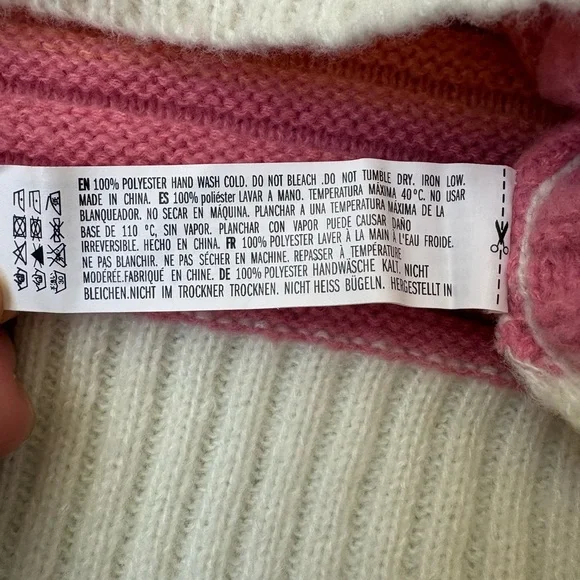 EN 100% POLYESTER HAND WASH COLD. DO NOT BLEACH .DO NOT TUMBLE DRY. IRON LOW.
MADE IN CHINA. ES 100% poliéster LAVAR A MANO. TEMPERATURA MÁXIMA 40°C. NO USAR
BLANQUEADOR. NO SECAR EN MÁQUINA. PLANCHAR A UNA TEMPERATURA MÁXIMA DE LA
BASE DE 110 °C, SIN VAPOR. PLANCHAR CON VAPOR PUEDE CAUSAR DAÑO
IRREVERSIBLE. HECHO EN CHINA. FR 100% POLYESTER LAVER À LA MAIN À L'EAU FROIDE.
NE PAS BLANCHIR. NE PAS SÉCHER EN MACHINE. REPASSER À TEMPÉRATURE
MODÉRÉE.FABRIQUÉ EN CHINE. DE 100% POLYESTER HANDWÄSCHE KALT. NICHT
BLEICHEN.NICHT IM TROCKNER TROCKNEN. NICHT HEISS BÜGELN. HERGESTELLT IN